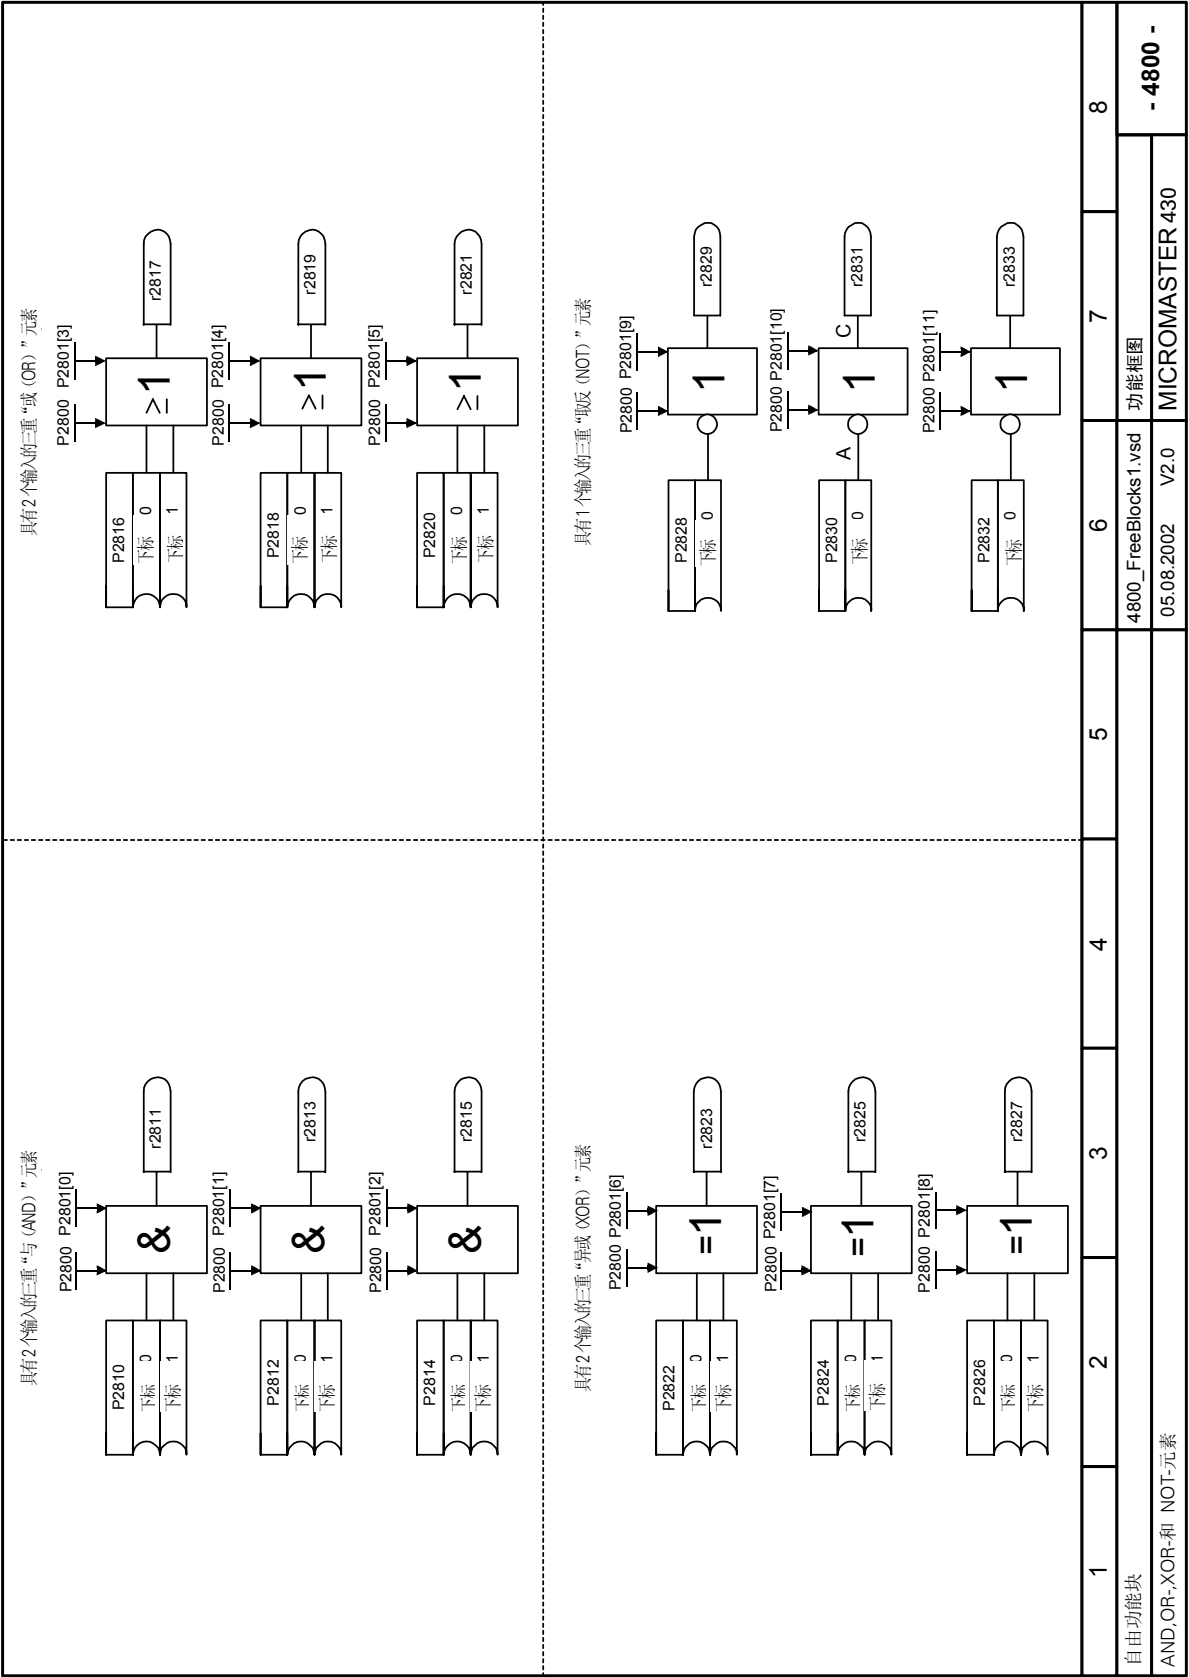 具有2个输入的三重“与（AND）”元素
P2800 P2801[0]
P2810
下标 0
下标 1
&
r2811
P2800 P2801[1]
P2812
下标 0
下标 1
&
r2813
P2800 P2801[2]
P2814
下标 0
下标 1
&
r2815
具有2个输入的三重“或（OR）”元素
P2800 P2801[3]
P2816
下标 0
下标 1
≥1
r2817
P2800 P2801[4]
P2818
下标 0
下标 1
≥1
r2819
P2800 P2801[5]
P2820
下标 0
下标 1
≥1
r2821
具有2个输入的三重“异或（XOR）”元素
P2800 P2801[6]
P2822
下标 0
下标 1
=1
r2823
P2800 P2801[7]
P2824
下标 0
下标 1
=1
r2825
P2800 P2801[8]
P2826
下标 0
下标 1
=1
r2827
具有1个输入的三重“取反（NOT）”元素
P2800 P2801[9]
P2828
下标 0
1
r2829
P2800 P2801[10]
P2830
下标 0
A
1
C
r2831
P2800 P2801[11]
P2832
下标 0
1
r2833
1 2 3 4 5 6 7 8
自由功能块 4800_FreeBlocks1.vsd 功能框图 - 4800 -
AND,OR-,XOR-和 NOT-元素 05.08.2002 V2.0 MICROMASTER 430